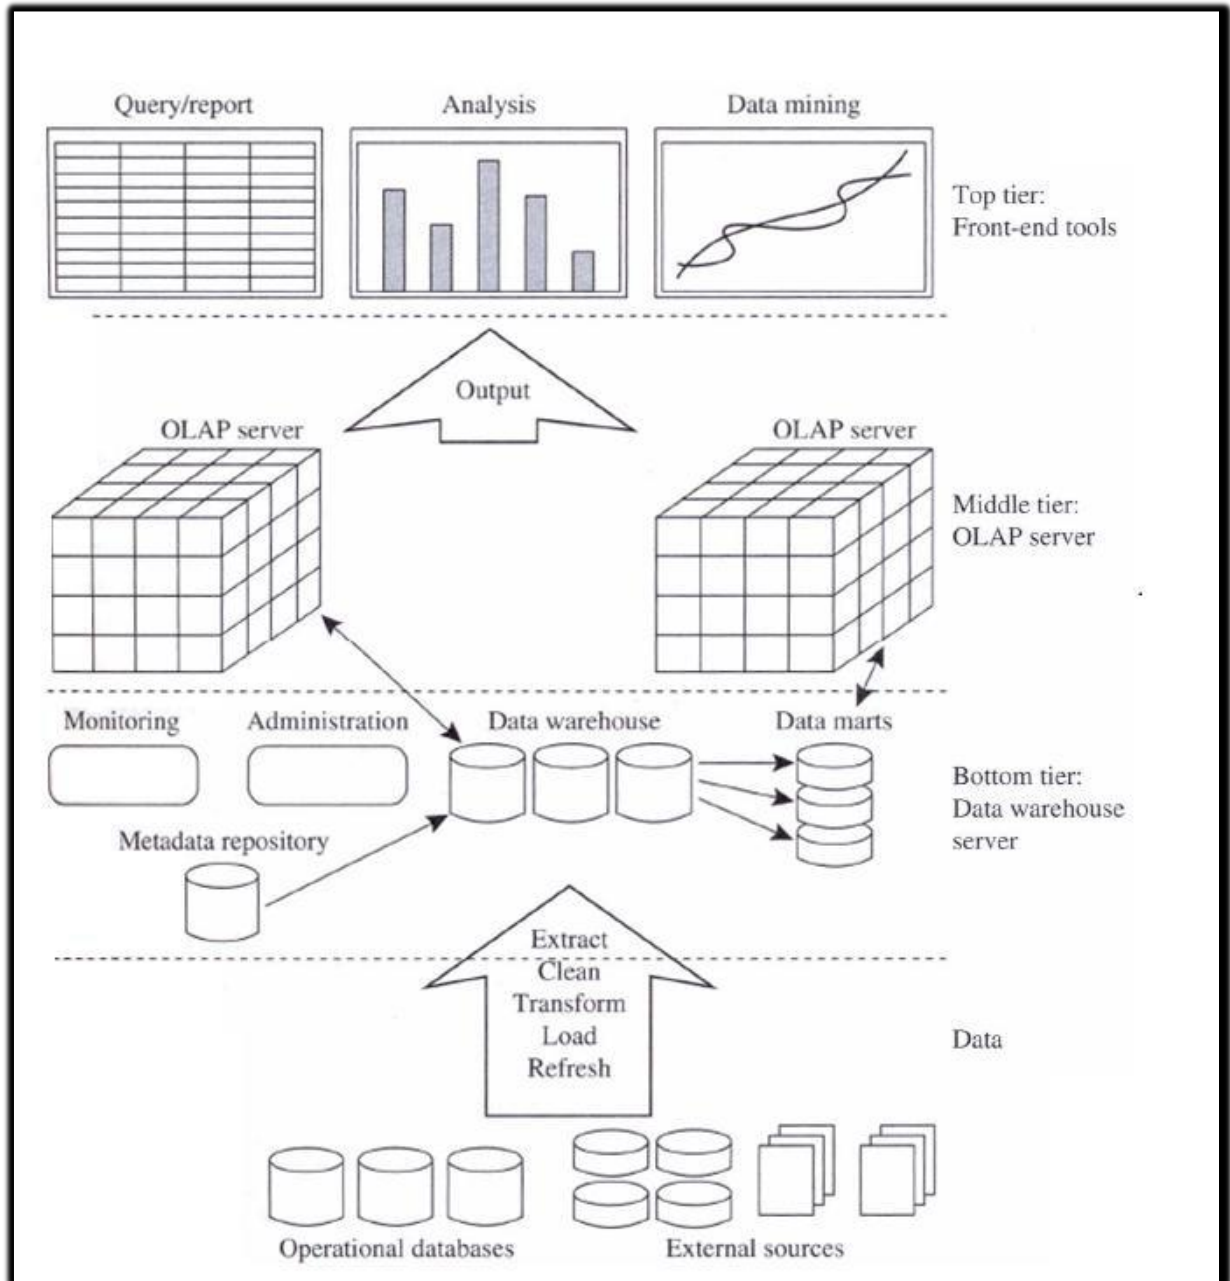 Query/report
Analysis
Data mining
Top tier:
Front-end tools
Output
OLAP server
OLAP server
Middle tier:
OLAP server
Monitoring
Administration
Data warehouse
Data marts
Bottom tier:
Data warehouse
server
Metadata repository
Extract
Clean
Transform
Load
Refresh
Data
Operational databases
External sources